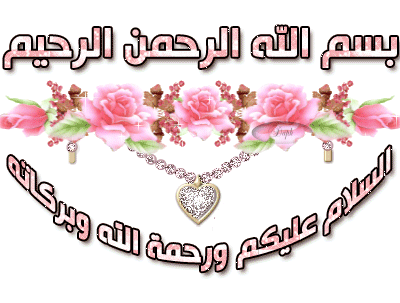 بسم الله الرحمن الرحيم
السلام عليكم ورحمة الله وبركاته